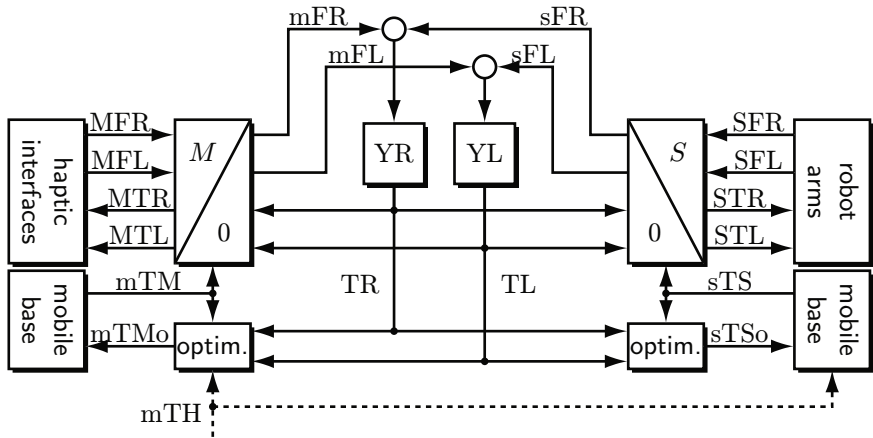 mFR
sFR
mFL
sFL
MFR
MFL
MTR
MTL
haptic
interfaces
M
0
YR
YL
S
0
SFR
SFL
STR
STL
robot
arms
mTM
TR
TL
sTS
mobile
base
mobile
base
mTMo
optim.
optim.
sTSo
mTH